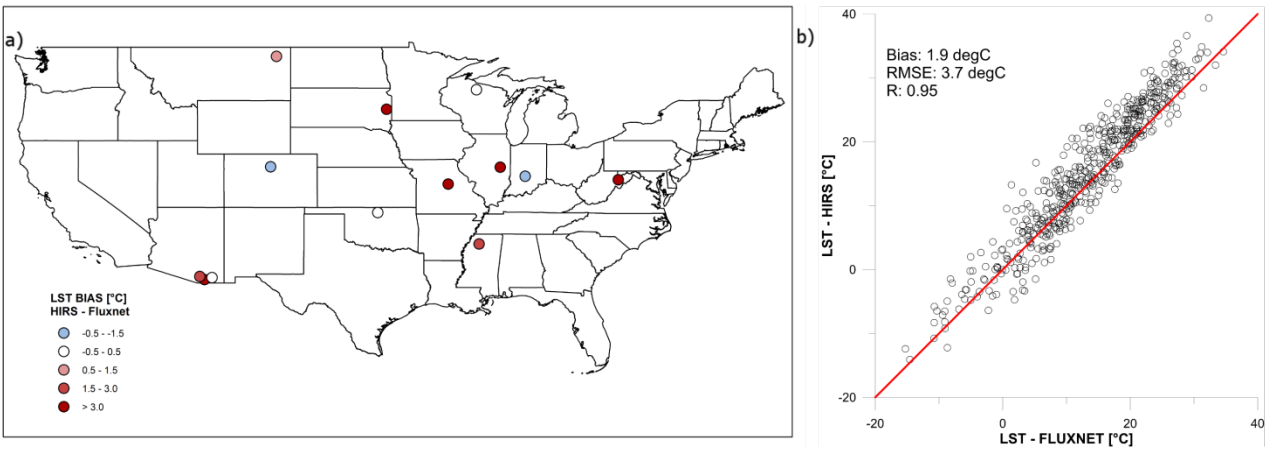 a)
LST BIAS [°C]
HIRS - Fluxnet
-0.5 - -1.5
-0.5 - 0.5
0.5 - 1.5
1.5 - 3.0
> 3.0
b)
Bias: 1.9 degC
RMSE: 3.7 degC
R: 0.95
LST - HIRS [°C]
40
20
0
-20
-20
0
20
40
LST - FLUXNET [°C]